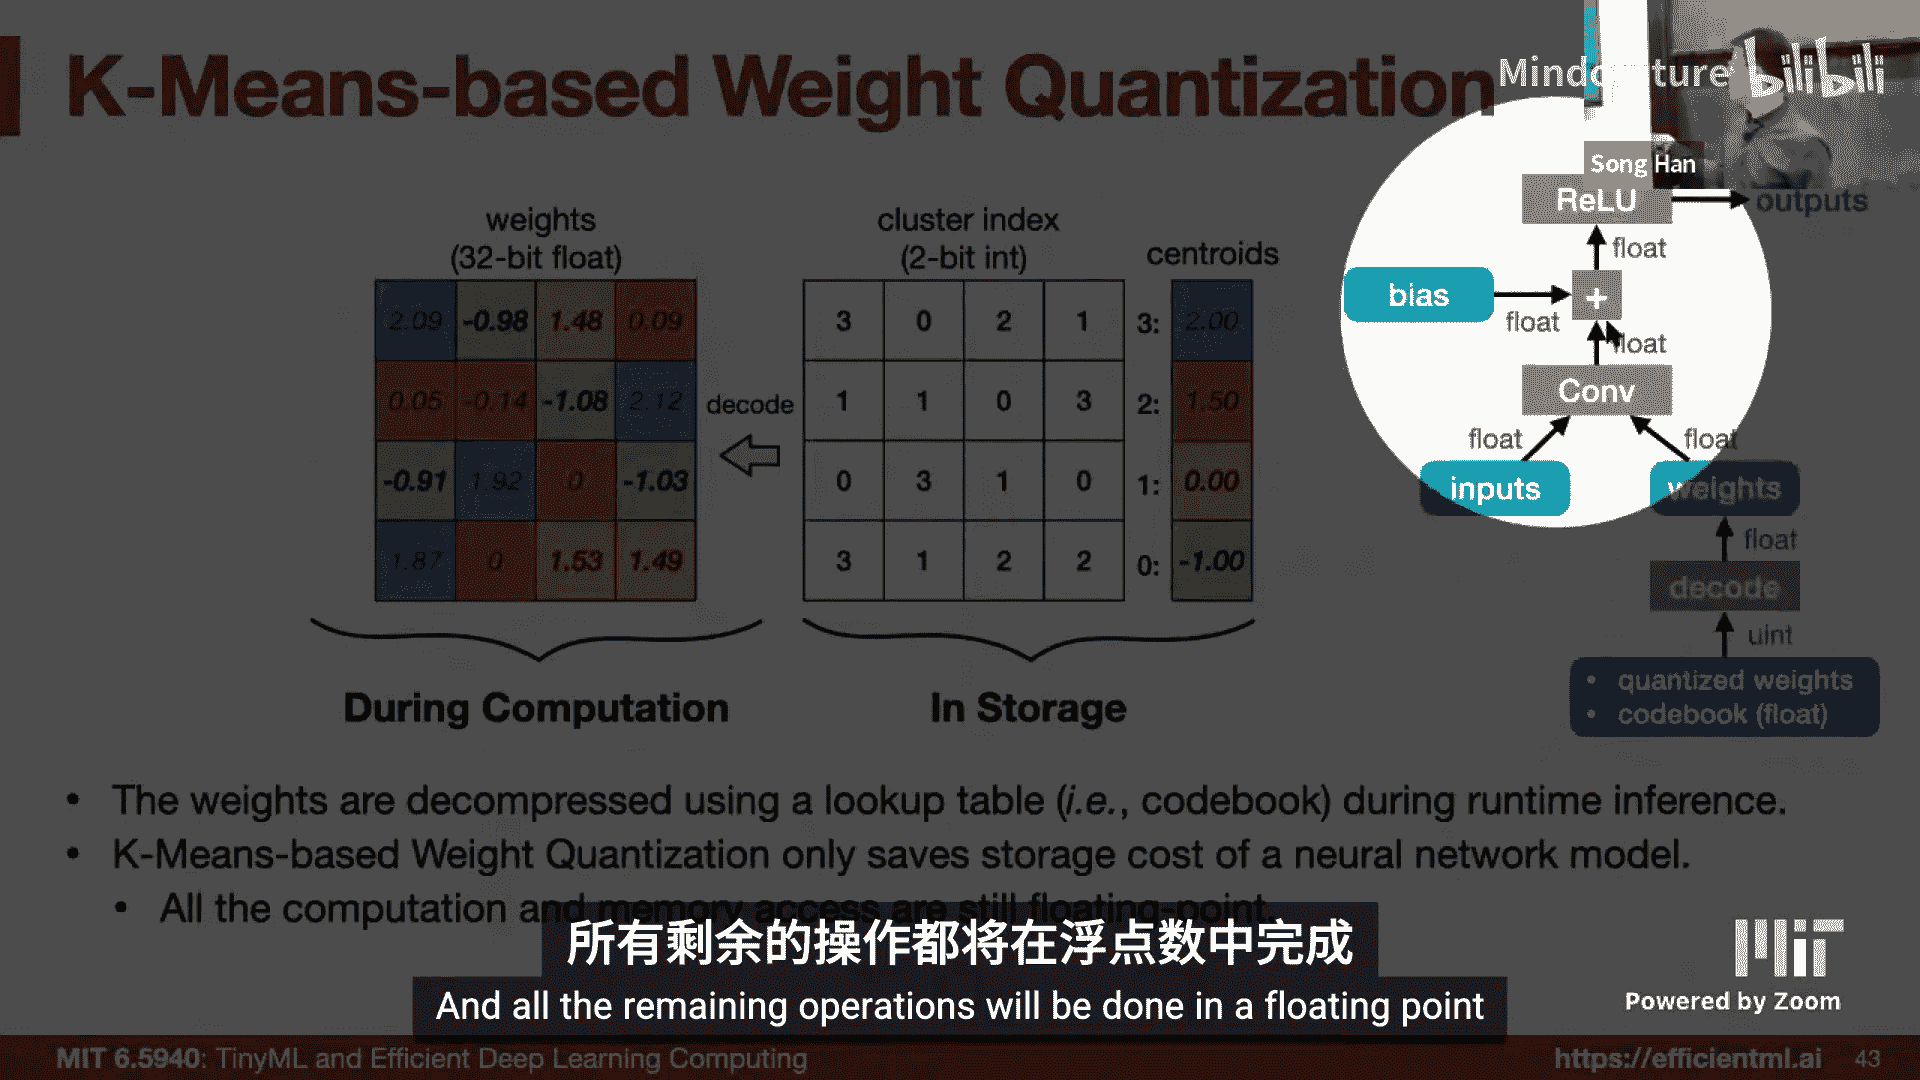 K-Means-based Weight Quantization
bilibili
Song Han
weights
(32-bit float)
cluster index
(2-bit int)
centroids
2.09 -0.98 1.48 0.09
0.05 -0.14 -1.08 2.12
-0.91 1.92 0 -1.03
1.87 0 1.53 1.49
decode
3 0 2 1
1 1 0 3
0 3 1 0
3 1 2 2
3: 2.00
2: 1.50
1: 0.00
0: -1.00
During Computation
In Storage
ReLU
outputs
float
bias
+
float
float
Conv
float
float
inputs
weights
float
decode
uint
• quantized weights
• codebook (float)
• The weights are decompressed using a lookup table (i.e., codebook) during runtime inference.
• K-Means-based Weight Quantization only saves storage cost of a neural network model.
• All the computation and memory access are still floating-point.
所有剩余的操作都将在浮点数中完成
And all the remaining operations will be done in a floating point
MIT
Powered by Zoom
MIT 6.5940: TinyML and Efficient Deep Learning Computing
https://efficientml.ai
43